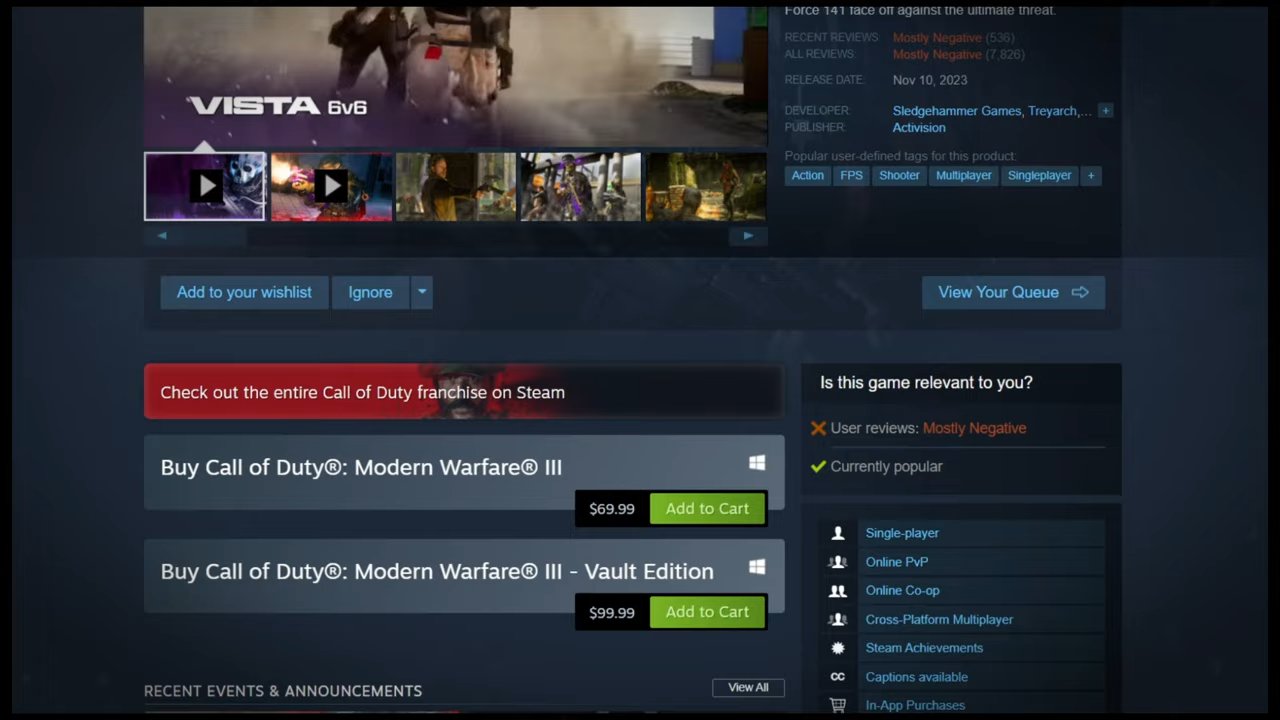 Force 141 face off against the ultimate threat.
RECENT REVIEWS: Mostly Negative (536)
ALL REVIEWS: Mostly Negative (7,826)
RELEASE DATE: Nov 10, 2023
DEVELOPER: Sledgehammer Games, Treyarch,... +
PUBLISHER: Activision
Popular user-defined tags for this product:
Action FPS Shooter Multiplayer Singleplayer +
VISTA 6v6
Add to your wishlist Ignore View Your Queue
Check out the entire Call of Duty franchise on Steam
Buy Call of Duty®: Modern Warfare® III
$69.99 Add to Cart
Buy Call of Duty®: Modern Warfare® III - Vault Edition
$99.99 Add to Cart
RECENT EVENTS & ANNOUNCEMENTS View All
Is this game relevant to you?
User reviews: Mostly Negative
Currently popular
Single-player
Online PvP
Online Co-op
Cross-Platform Multiplayer
Steam Achievements
CC Captions available
In-App Purchases